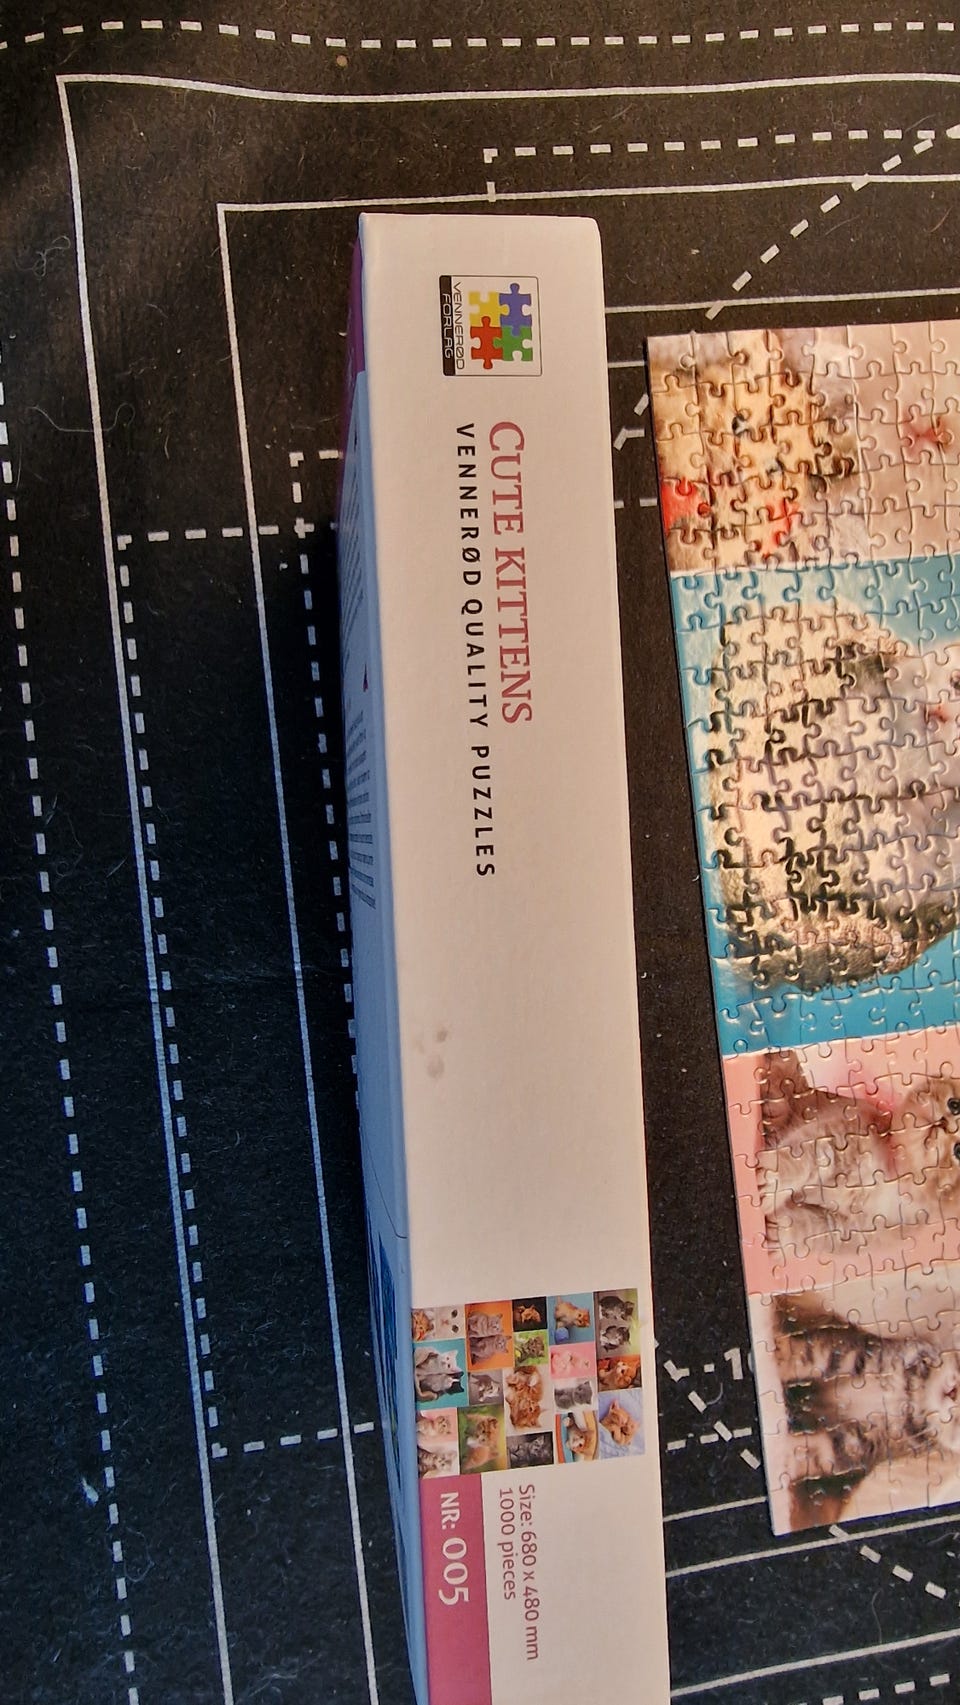 VENNERØD
FORLAG
CUTE KITTENS
VENNERØD QUALITY PUZZLES
Size: 680 x 480 mm
1000 pieces
NR: 005